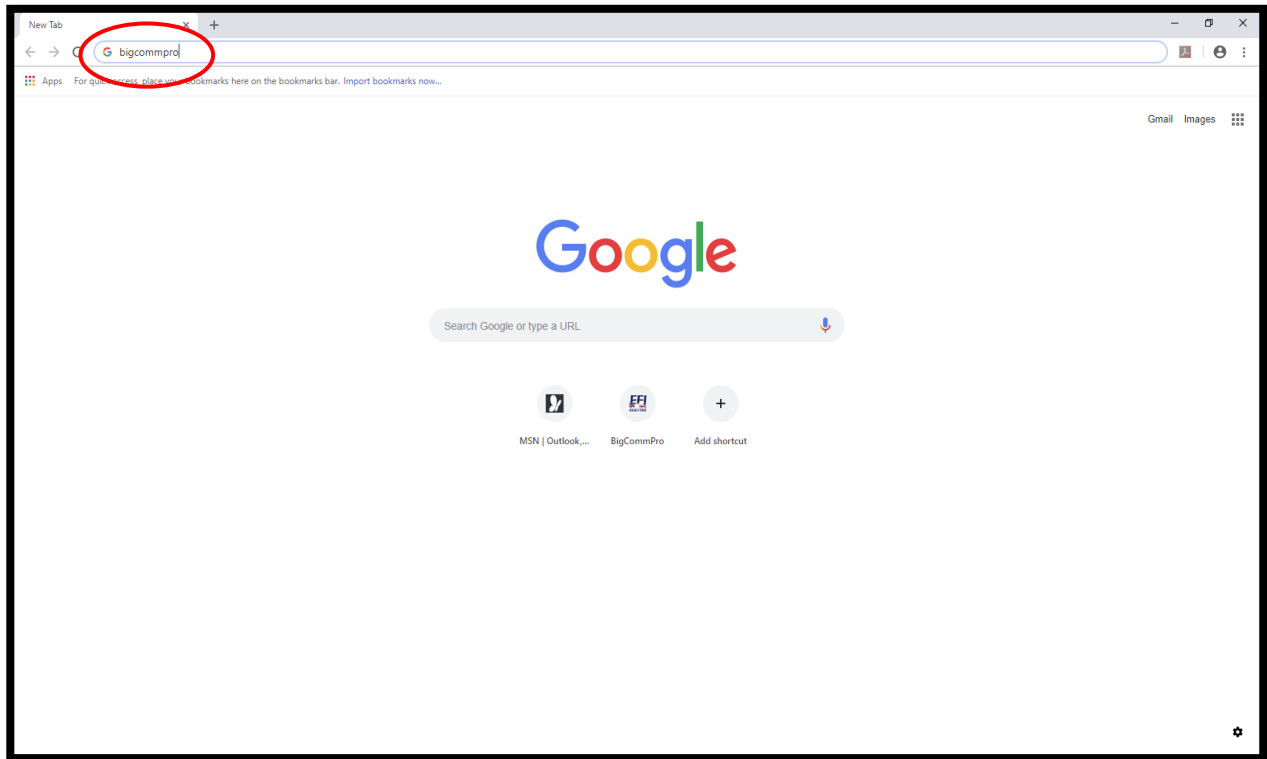 New Tab
bigcommpro
Apps For quick access, place your bookmarks here on the bookmarks bar. Import bookmarks now...
Gmail Images
Google
Search Google or type a URL
EFI
MSN | Outlook,... BigCommPro Add shortcut